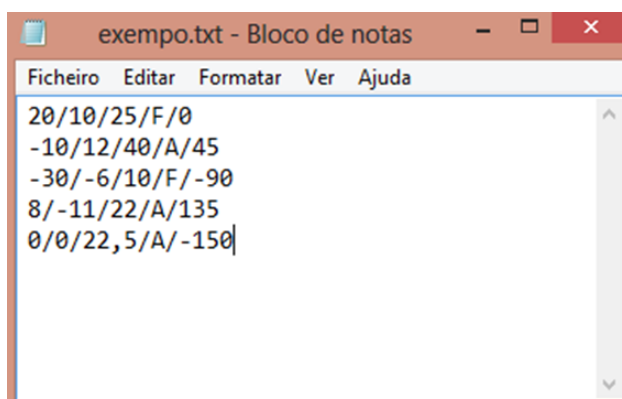 exempo.txt - Bloco de notas
Ficheiro Editar Formatar Ver Ajuda
20/10/25/F/0
-10/12/40/A/45
-30/-6/10/F/-90
8/-11/22/A/135
0/0/22,5/A/-150